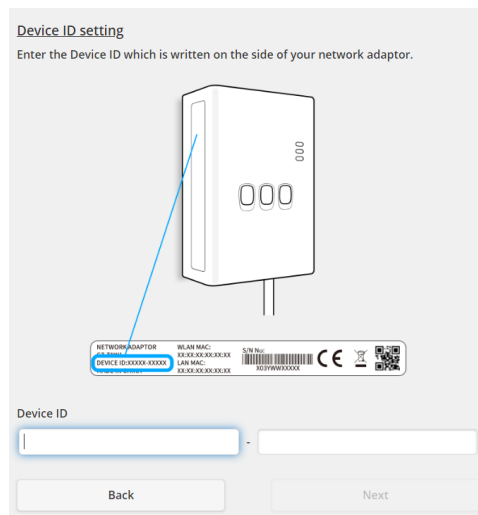 Device ID setting
Enter the Device ID which is written on the side of your network adaptor.
NETWORK ADAPTOR
WLAN MAC:
S/N No:
XX:XX:XX:XX:XX:XX
DEVICE ID:XXXXX-XXXXX
LAN MAC:
XX:XX:XX:XX:XX:XX
X03YWWXXXXX
CE
Device ID
-
Back
Next